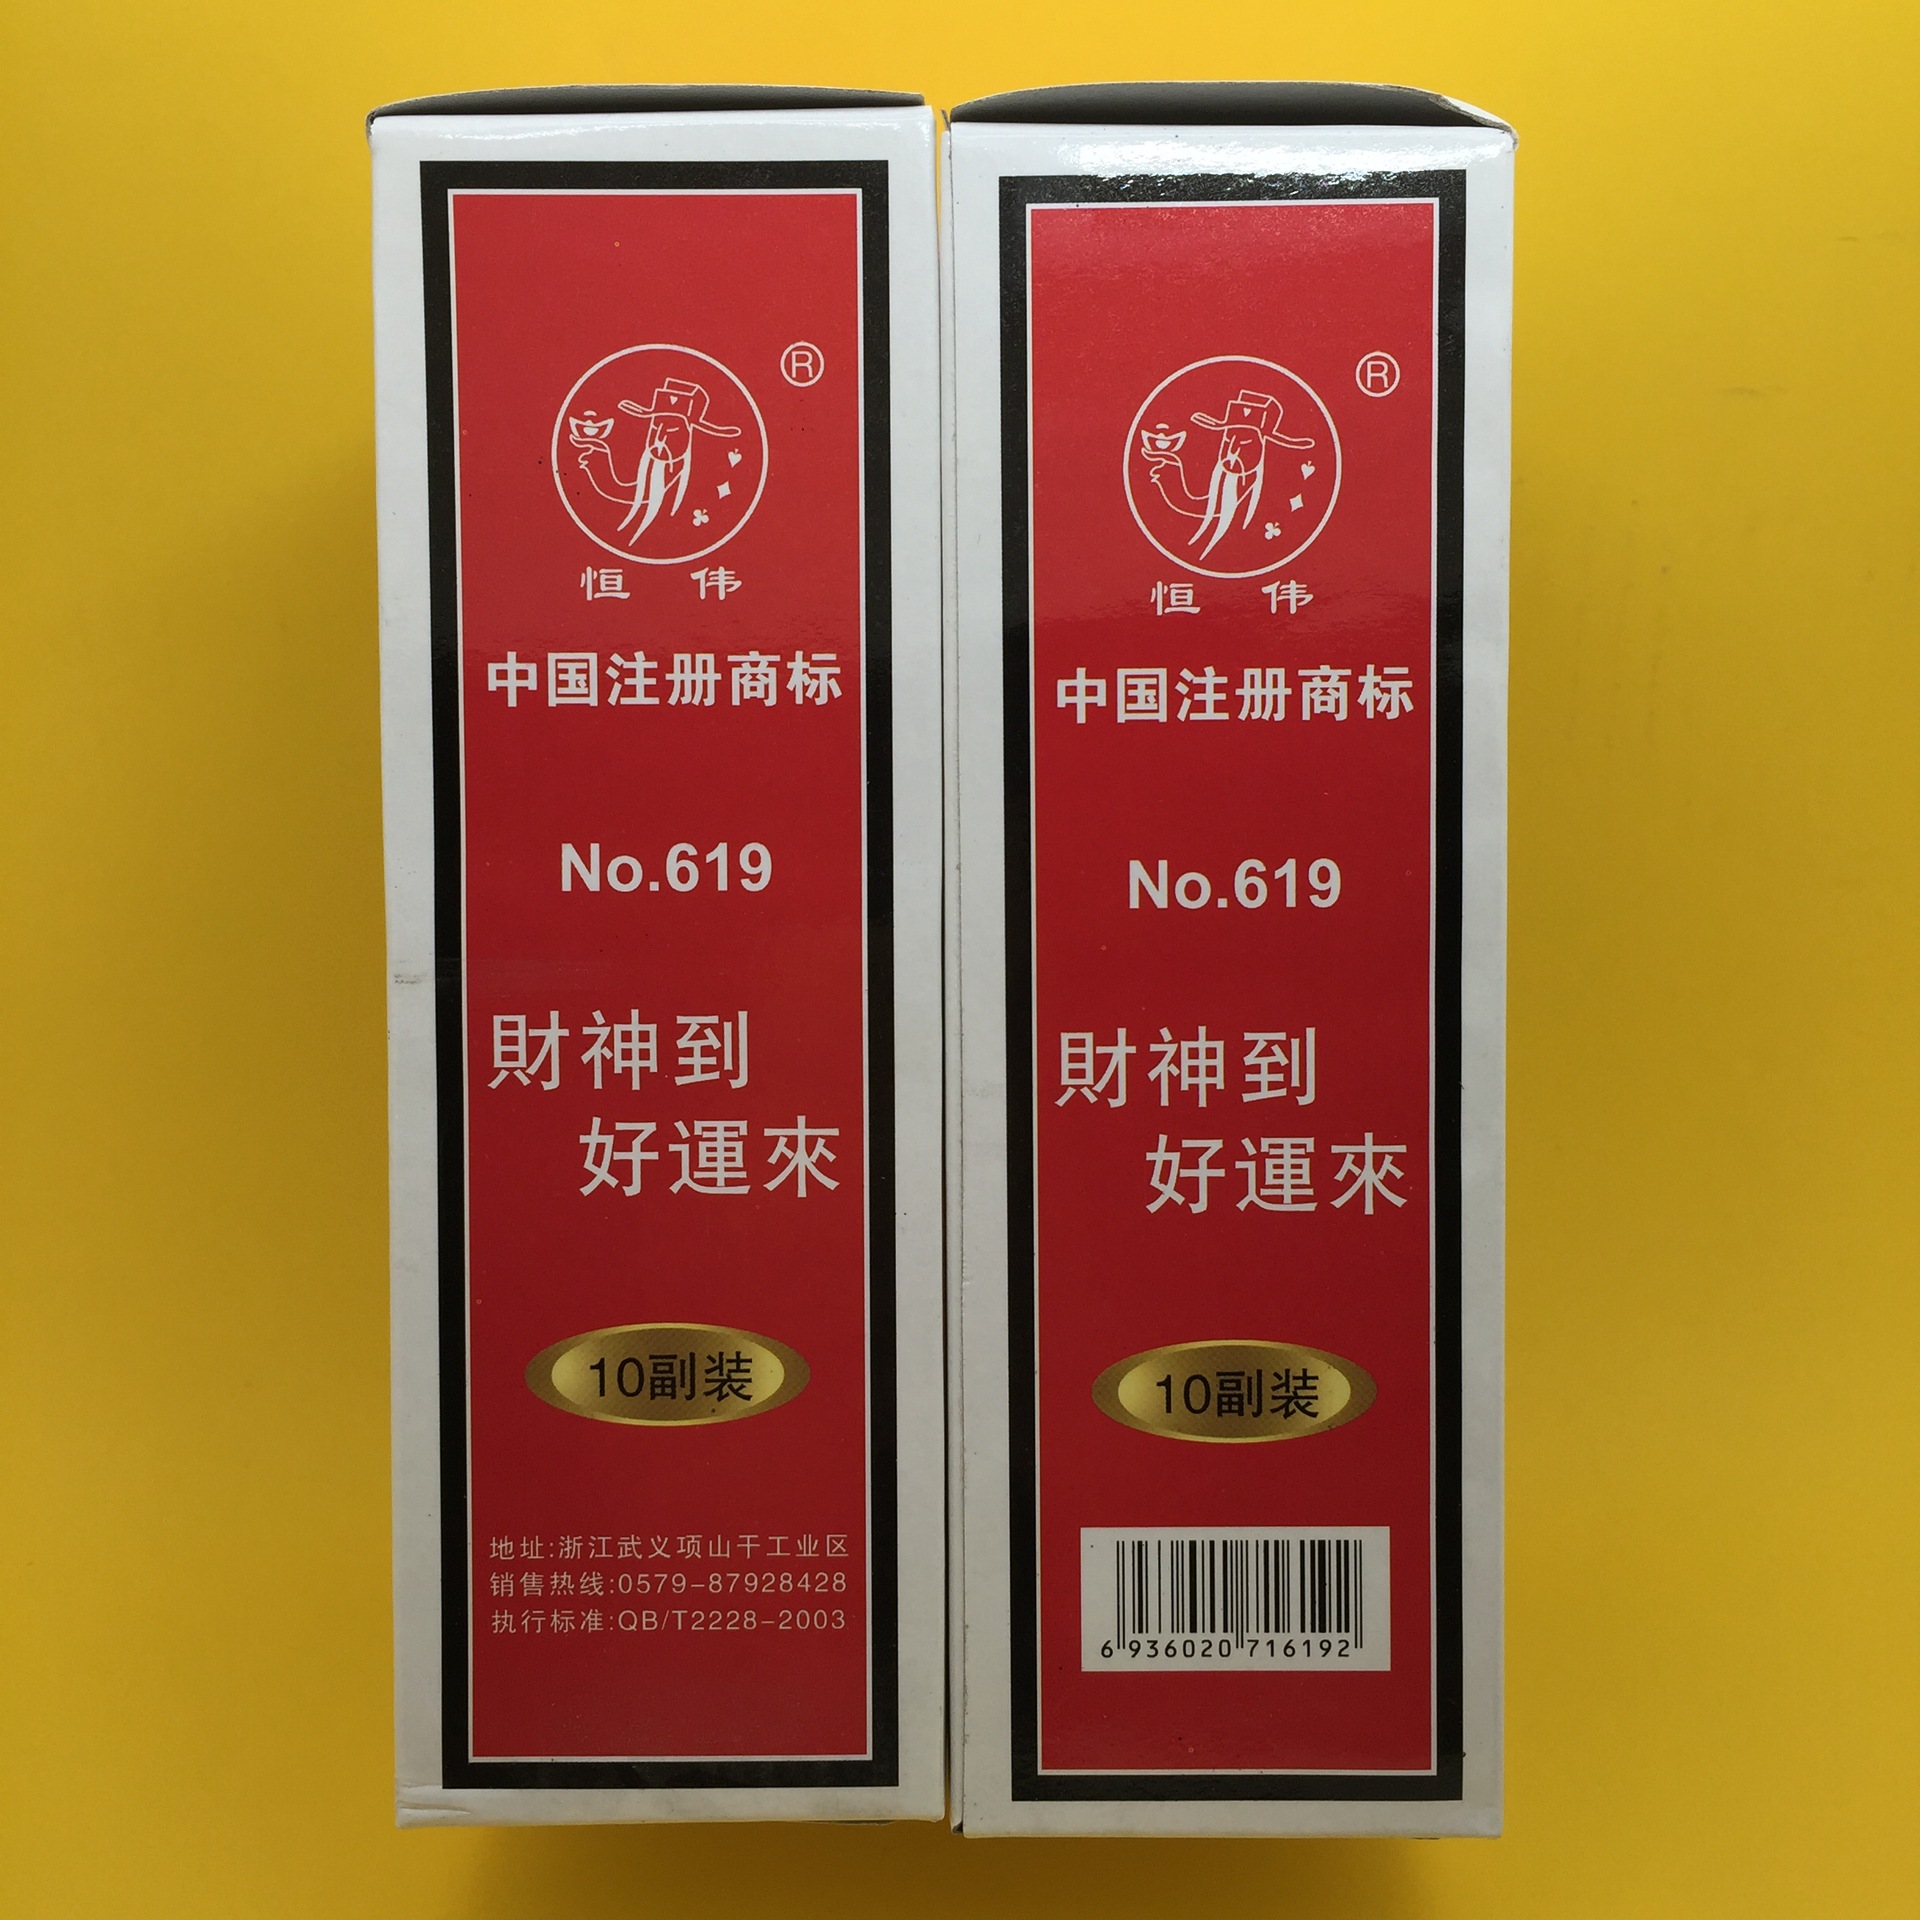 ®
恒 伟
中国注册商标
No.619
財神到
好運來
10副装
地址:浙江武义项山干工业区
销售热线:0579-87928428
执行标准:QB/T2228-2003
®
恒 伟
中国注册商标
No.619
財神到
好運來
10副装
6 936020 716192